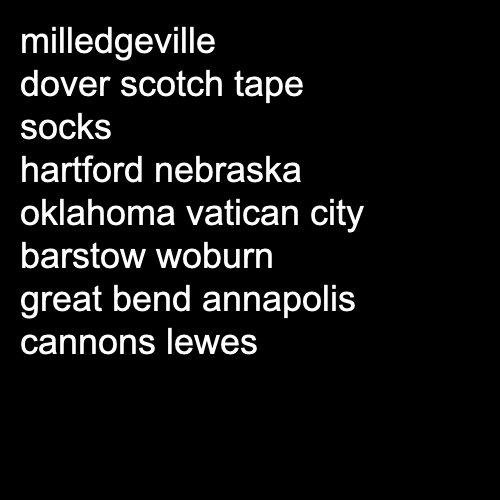 milledgeville
dover scotch tape
socks
hartford nebraska
oklahoma vatican city
barstow woburn
great bend annapolis
cannons lewes